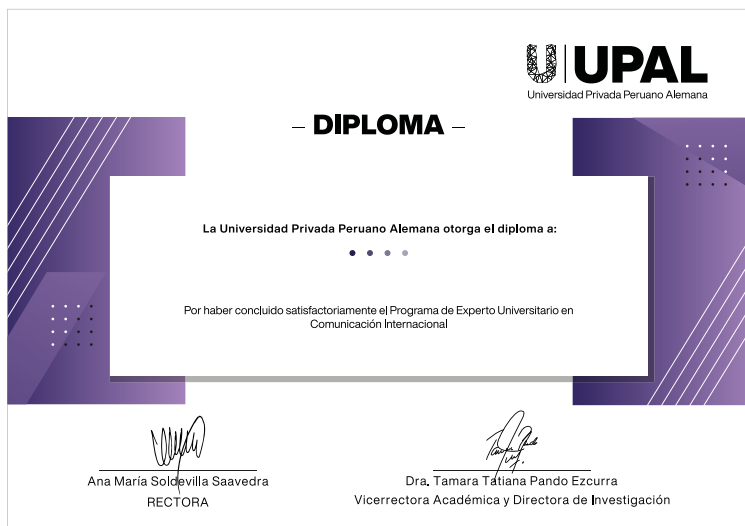 UPAL
Universidad Privada Peruano Alemana
– DIPLOMA –
La Universidad Privada Peruano Alemana otorga el diploma a:
Por haber concluido satisfactoriamente el Programa de Experto Universitario en
Comunicación Internacional
Ana María Soldevilla Saavedra
RECTORA
Dra. Tamara Tatiana Pando Ezcurra
Vicerrectora Académica y Directora de Investigación